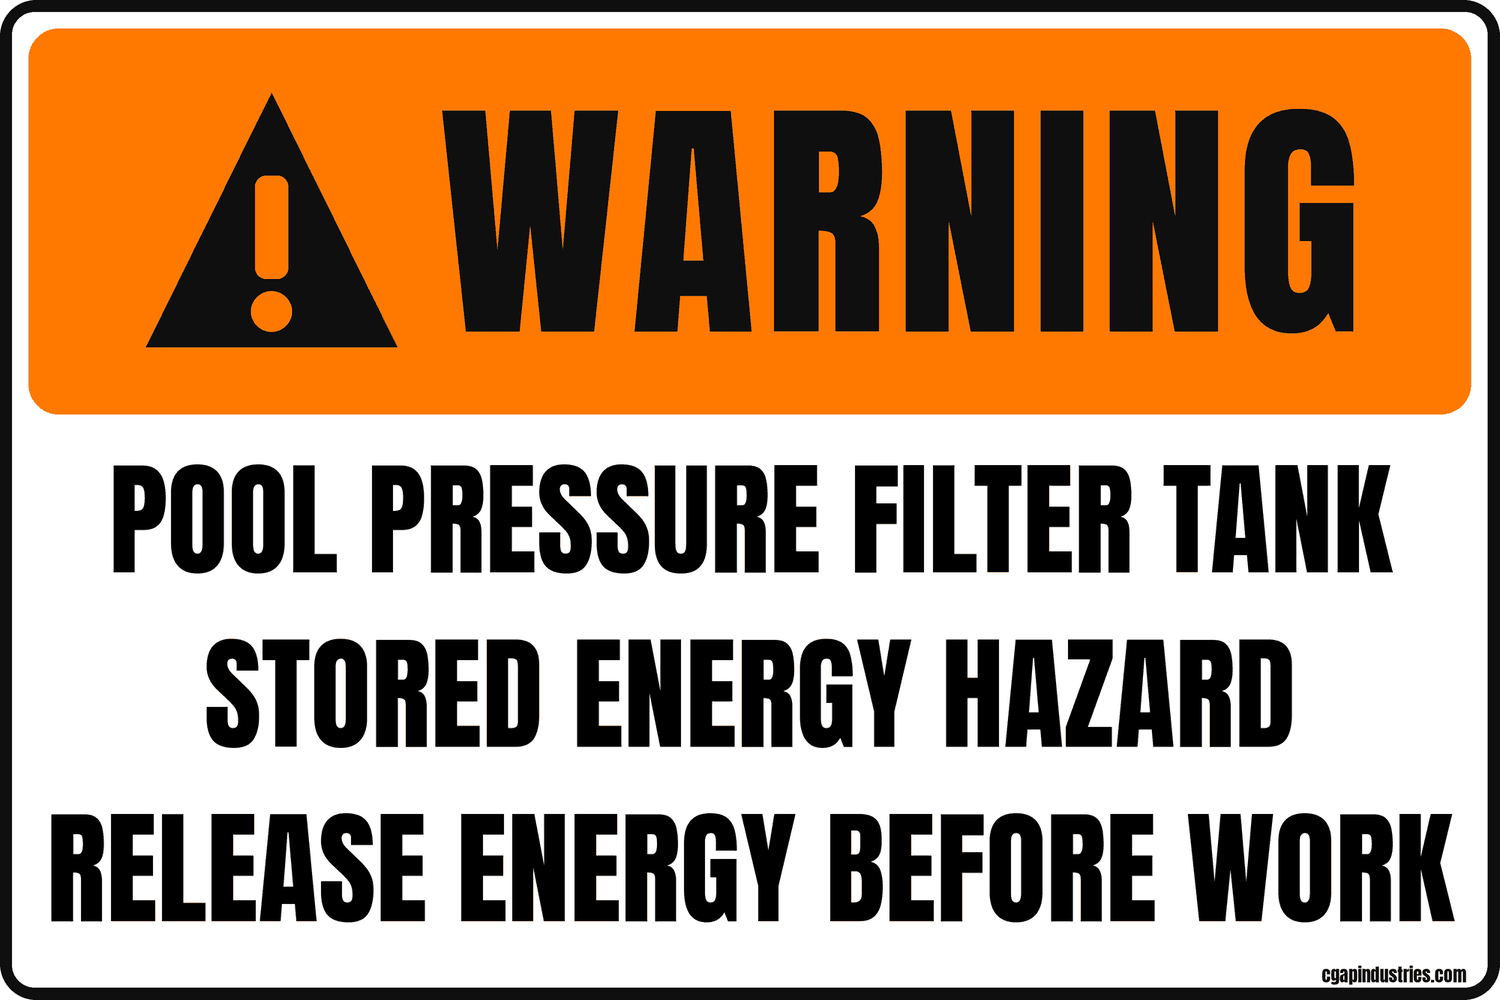 WARNING
POOL PRESSURE FILTER TANK
STORED ENERGY HAZARD
RELEASE ENERGY BEFORE WORK
cgapindustries.com